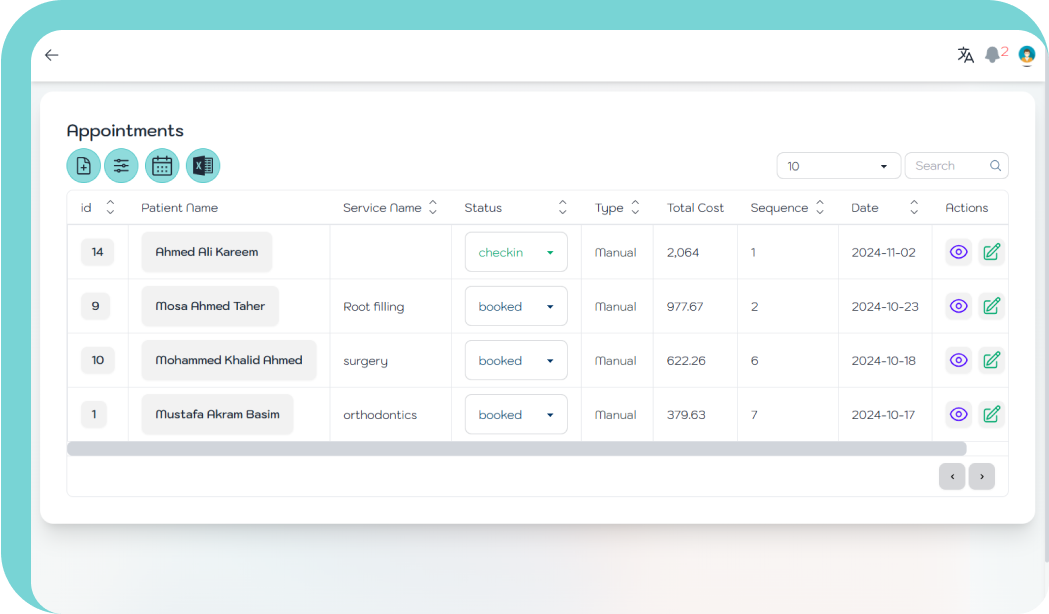 2
Appointments
10 Search
id Patient Name Service Name Status Type Total Cost Sequence Date Actions
14 Ahmed Ali Kareem checkin Manual 2,064 1 2024-11-02
9 Mosa Ahmed Taher Root filling booked Manual 977.67 2 2024-10-23
10 Mohammed Khalid Ahmed surgery booked Manual 622.26 6 2024-10-18
1 Mustafa Akram Basim orthodontics booked Manual 379.63 7 2024-10-17
‹ ›